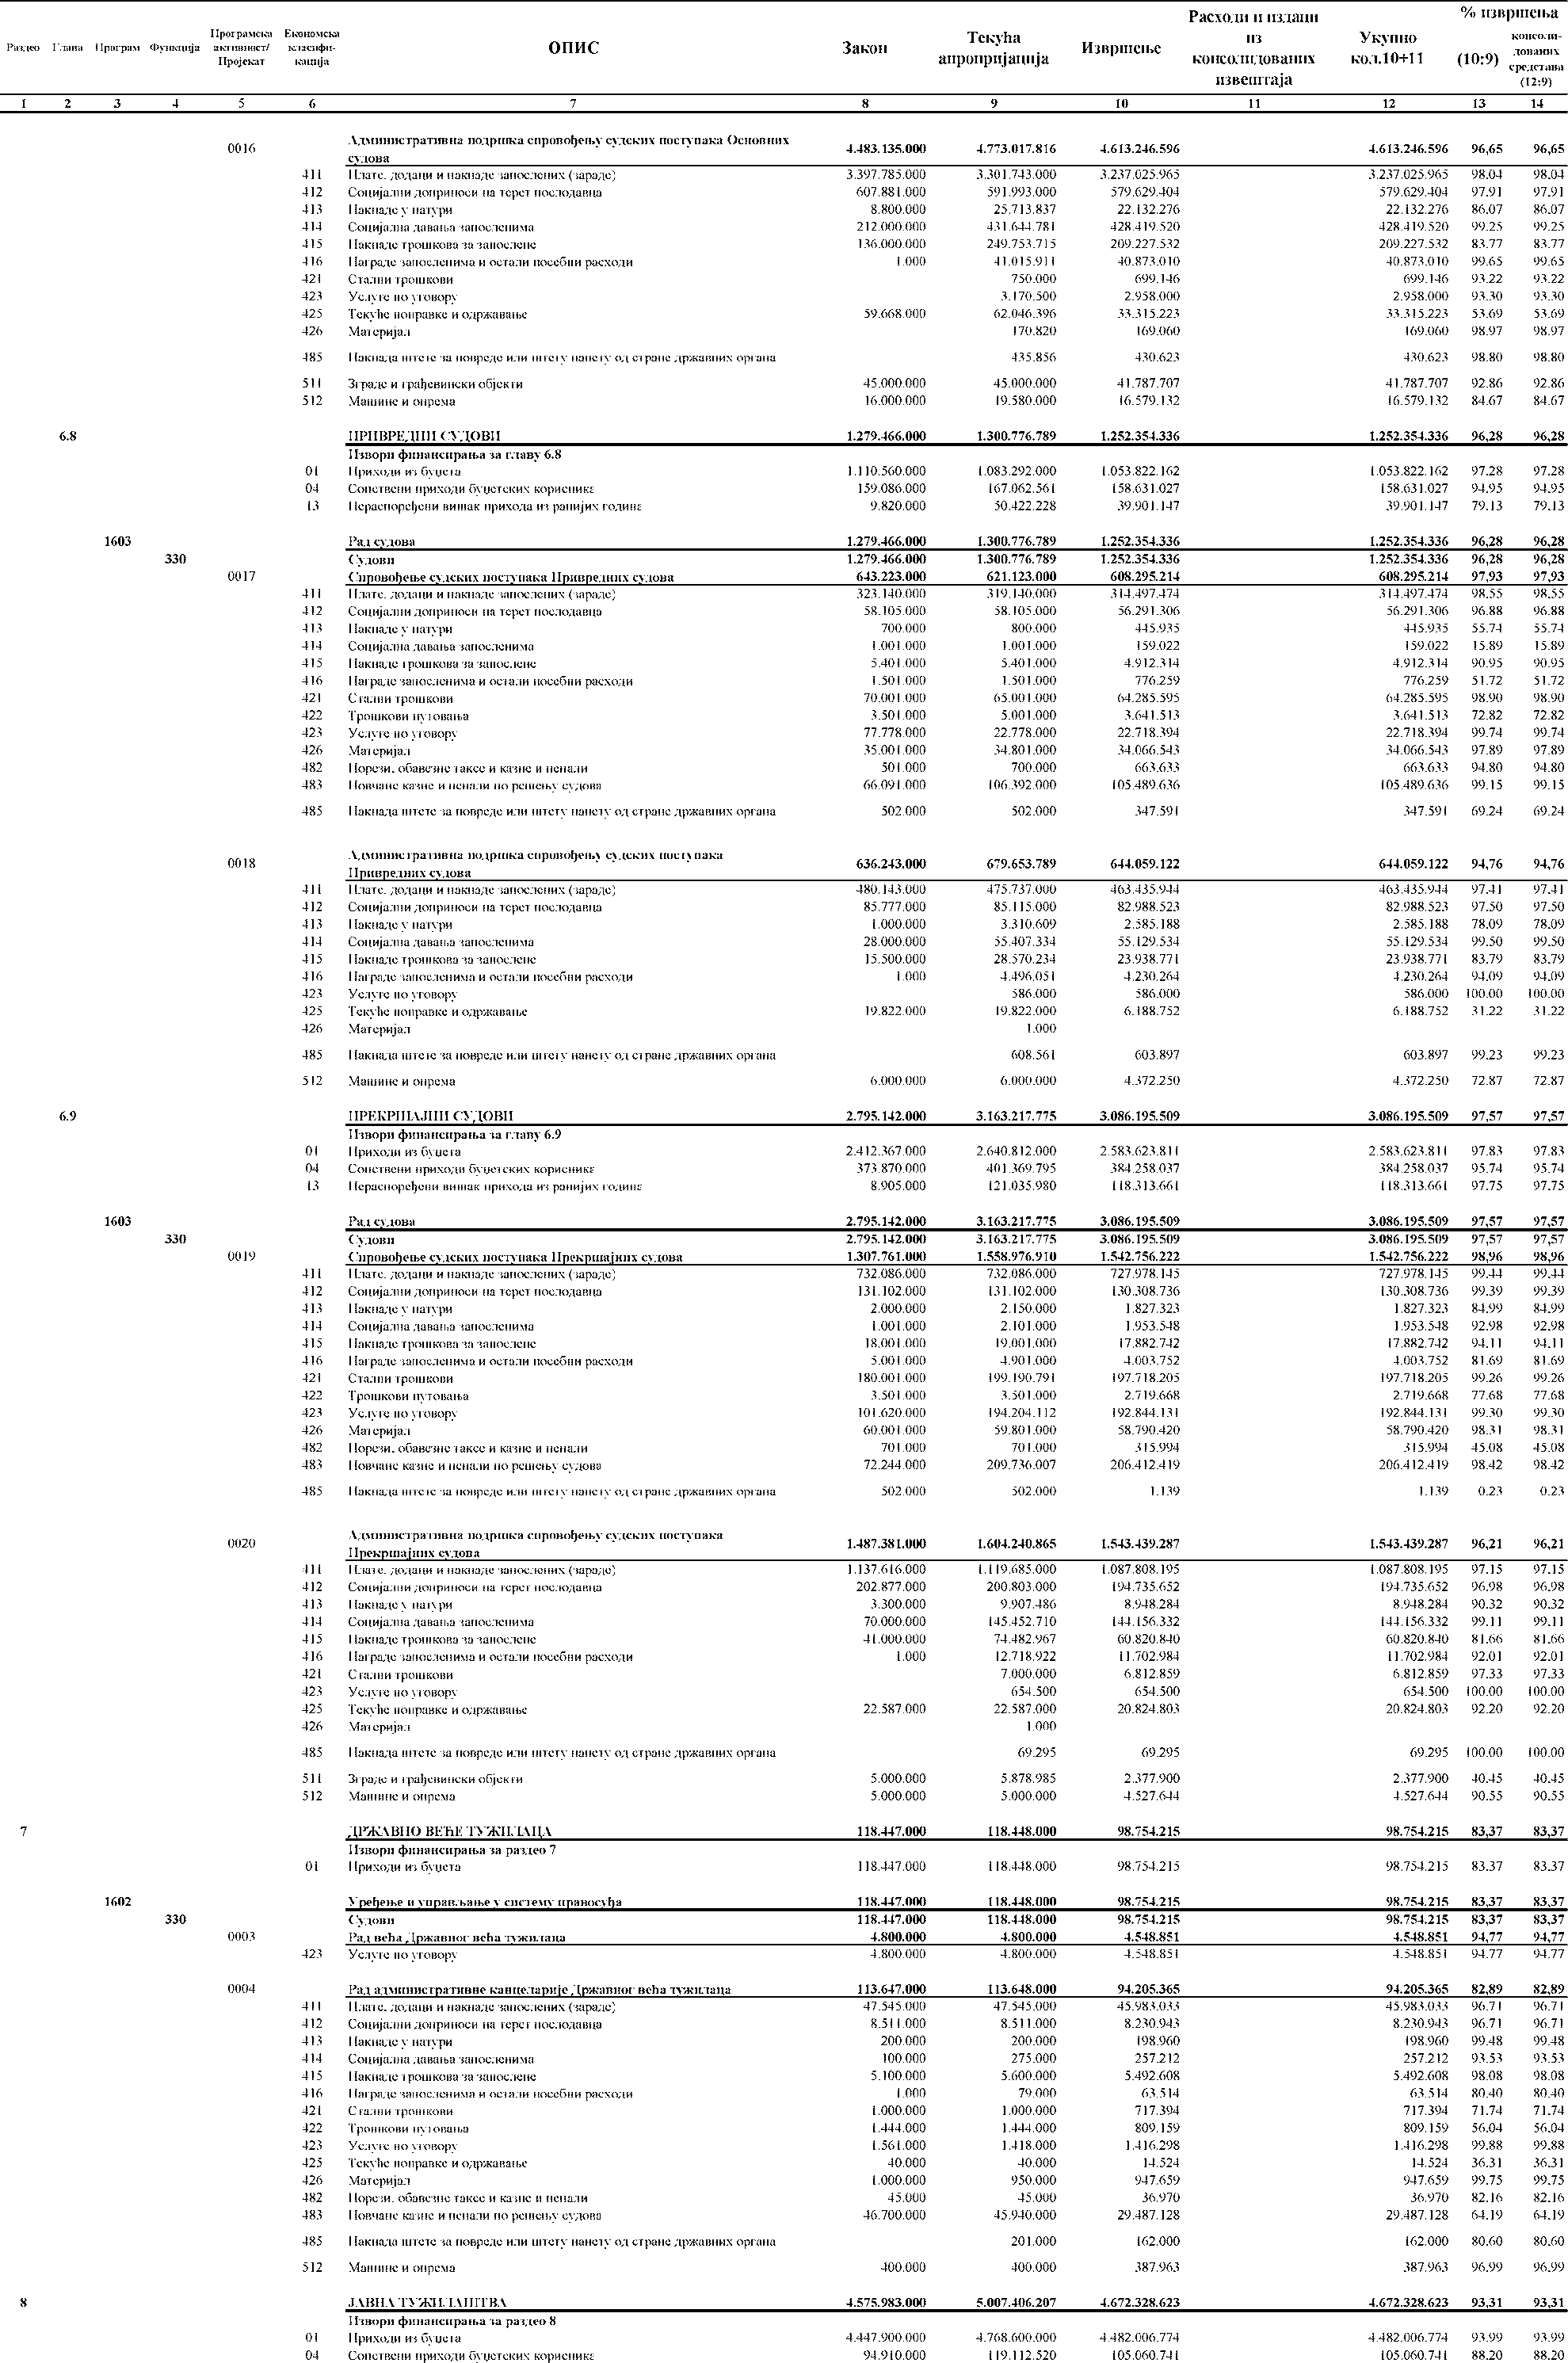 Раздео Глава Програм Функција Програмска активност/ Пројекат Економска класифи- кација ОПИС Закон Текућа апропријација Извршење Расходи и издаци из консолидованих извештаја Укупно кол.10+11 % извршења (10:9) консоли- дованих средстава (12:9)
1 2 3 4 5 6 7 8 9 10 11 12 13 14
0016 Административна подршка спровођењу судских поступака Основних судова 4.483.135.000 4.773.017.816 4.613.246.596 4.613.246.596 96,65 96,65
411 Плате, додаци и накнаде запослених (зараде) 3.397.785.000 3.301.743.000 3.237.025.965 3.237.025.965 98.04 98.04
412 Социјални доприноси на терет послодавца 607.881.000 591.993.000 579.629.404 579.629.404 97.91 97.91
413 Накнаде у натури 8.800.000 25.713.837 22.132.276 22.132.276 86.07 86.07
414 Социјална давања запосленима 212.000.000 431.644.781 428.419.520 428.419.520 99.25 99.25
415 Накнаде трошкова за запослене 136.000.000 249.753.715 209.227.532 209.227.532 83.77 83.77
416 Награде запосленима и остали посебни расходи 1.000 41.015.911 40.873.010 40.873.010 99.65 99.65
421 Стални трошкови 750.000 699.146 699.146 93.22 93.22
423 Услуге по уговору 3.170.500 2.958.000 2.958.000 93.30 93.30
425 Текуће поправке и одржавање 59.668.000 62.046.396 33.315.223 33.315.223 53.69 53.69
426 Материјал 170.820 169.060 169.060 98.97 98.97
485 Накнада штете за повреде или штету нанету од стране државних органа 435.856 430.623 430.623 98.80 98.80
511 Зграде и грађевински објекти 45.000.000 45.000.000 41.787.707 41.787.707 92.86 92.86
512 Машине и опрема 16.000.000 19.580.000 16.579.132 16.579.132 84.67 84.67
6.8 ПРИВРЕДНИ СУДОВИ 1.279.466.000 1.300.776.789 1.252.354.336 1.252.354.336 96,28 96,28
Извори финансирања за главу 6.8
01 Приходи из буџета 1.110.560.000 1.083.292.000 1.053.822.162 1.053.822.162 97.28 97.28
04 Сопствени приходи буџетских корисника 159.086.000 167.062.561 158.631.027 158.631.027 94.95 94.95
13 Нераспоређени вишак прихода из ранијих година 9.820.000 50.422.228 39.901.147 39.901.147 79.13 79.13
1603 Рад судова 1.279.466.000 1.300.776.789 1.252.354.336 1.252.354.336 96,28 96,28
330 Судови 1.279.466.000 1.300.776.789 1.252.354.336 1.252.354.336 96,28 96,28
0017 Спровођење судских поступака Привредних судова 643.223.000 621.123.000 608.295.214 608.295.214 97,93 97,93
411 Плате, додаци и накнаде запослених (зараде) 323.140.000 319.140.000 314.497.474 314.497.474 98.55 98.55
412 Социјални доприноси на терет послодавца 58.105.000 58.105.000 56.291.306 56.291.306 96.88 96.88
413 Накнаде у натури 700.000 800.000 445.935 445.935 55.74 55.74
414 Социјална давања запосленима 1.001.000 1.001.000 159.022 159.022 15.89 15.89
415 Накнаде трошкова за запослене 5.401.000 5.401.000 4.912.314 4.912.314 90.95 90.95
416 Награде запосленима и остали посебни расходи 1.501.000 1.501.000 776.259 776.259 51.72 51.72
421 Стални трошкови 70.001.000 65.001.000 64.285.595 64.285.595 98.90 98.90
422 Трошкови путовања 3.501.000 5.001.000 3.641.513 3.641.513 72.82 72.82
423 Услуге по уговору 77.778.000 22.778.000 22.718.394 22.718.394 99.74 99.74
426 Материјал 35.001.000 34.801.000 34.066.543 34.066.543 97.89 97.89
482 Порези, обавезне таксе и казне и пенали 501.000 700.000 663.633 663.633 94.80 94.80
483 Новчане казне и пенали по решењу судова 66.091.000 106.392.000 105.489.636 105.489.636 99.15 99.15
485 Накнада штете за повреде или штету нанету од стране државних органа 502.000 502.000 347.591 347.591 69.24 69.24
0018 Административна подршка спровођењу судских поступака Привредних судова 636.243.000 679.653.789 644.059.122 644.059.122 94,76 94,76
411 Плате, додаци и накнаде запослених (зараде) 480.143.000 475.737.000 463.435.944 463.435.944 97.41 97.41
412 Социјални доприноси на терет послодавца 85.777.000 85.115.000 82.988.523 82.988.523 97.50 97.50
413 Накнаде у натури 1.000.000 3.310.609 2.585.188 2.585.188 78.09 78.09
414 Социјална давања запосленима 28.000.000 55.407.334 55.129.534 55.129.534 99.50 99.50
415 Накнаде трошкова за запослене 15.500.000 28.570.234 23.938.771 23.938.771 83.79 83.79
416 Награде запосленима и остали посебни расходи 1.000 4.496.051 4.230.264 4.230.264 94.09 94.09
423 Услуге по уговору 586.000 586.000 586.000 100.00 100.00
425 Текуће поправке и одржавање 19.822.000 19.822.000 6.188.752 6.188.752 31.22 31.22
426 Материјал 1.000
485 Накнада штете за повреде или штету нанету од стране државних органа 608.561 603.897 603.897 99.23 99.23
512 Машине и опрема 6.000.000 6.000.000 4.372.250 4.372.250 72.87 72.87
6.9 ПРЕКРШАЈНИ СУДОВИ 2.795.142.000 3.163.217.775 3.086.195.509 3.086.195.509 97,57 97,57
Извори финансирања за главу 6.9
01 Приходи из буџета 2.412.367.000 2.640.812.000 2.583.623.811 2.583.623.811 97.83 97.83
04 Сопствени приходи буџетских корисника 373.870.000 401.369.795 384.258.037 384.258.037 95.74 95.74
13 Нераспоређени вишак прихода из ранијих година 8.905.000 121.035.980 118.313.661 118.313.661 97.75 97.75
1603 Рад судова 2.795.142.000 3.163.217.775 3.086.195.509 3.086.195.509 97,57 97,57
330 Судови 2.795.142.000 3.163.217.775 3.086.195.509 3.086.195.509 97,57 97,57
0019 Спровођење судских поступака Прекршајних судова 1.307.761.000 1.558.976.910 1.542.756.222 1.542.756.222 98,96 98,96
411 Плате, додаци и накнаде запослених (зараде) 732.086.000 732.086.000 727.978.145 727.978.145 99.44 99.44
412 Социјални доприноси на терет послодавца 131.102.000 131.102.000 130.308.736 130.308.736 99.39 99.39
413 Накнаде у натури 2.000.000 2.150.000 1.827.323 1.827.323 84.99 84.99
414 Социјална давања запосленима 1.001.000 2.101.000 1.953.548 1.953.548 92.98 92.98
415 Накнаде трошкова за запослене 18.001.000 19.001.000 17.882.742 17.882.742 94.11 94.11
416 Награде запосленима и остали посебни расходи 5.001.000 4.901.000 4.003.752 4.003.752 81.69 81.69
421 Стални трошкови 180.001.000 199.190.791 197.718.205 197.718.205 99.26 99.26
422 Трошкови путовања 3.501.000 3.501.000 2.719.668 2.719.668 77.68 77.68
423 Услуге по уговору 101.620.000 194.204.112 192.844.131 192.844.131 99.30 99.30
426 Материјал 60.001.000 59.801.000 58.790.420 58.790.420 98.31 98.31
482 Порези, обавезне таксе и казне и пенали 701.000 701.000 315.994 315.994 45.08 45.08
483 Новчане казне и пенали по решењу судова 72.244.000 209.736.007 206.412.419 206.412.419 98.42 98.42
485 Накнада штете за повреде или штету нанету од стране државних органа 502.000 502.000 1.139 1.139 0.23 0.23
0020 Административна подршка спровођењу судских поступака Прекршајних судова 1.487.381.000 1.604.240.865 1.543.439.287 1.543.439.287 96,21 96,21
411 Плате, додаци и накнаде запослених (зараде) 1.137.616.000 1.119.685.000 1.087.808.195 1.087.808.195 97.15 97.15
412 Социјални доприноси на терет послодавца 202.877.000 200.803.000 194.735.652 194.735.652 96.98 96.98
413 Накнаде у натури 3.300.000 9.907.486 8.948.284 8.948.284 90.32 90.32
414 Социјална давања запосленима 70.000.000 145.452.710 144.156.332 144.156.332 99.11 99.11
415 Накнаде трошкова за запослене 41.000.000 74.482.967 60.820.840 60.820.840 81.66 81.66
416 Награде запосленима и остали посебни расходи 1.000 12.718.922 11.702.984 11.702.984 92.01 92.01
421 Стални трошкови 7.000.000 6.812.859 6.812.859 97.33 97.33
423 Услуге по уговору 654.500 654.500 654.500 100.00 100.00
425 Текуће поправке и одржавање 22.587.000 22.587.000 20.824.803 20.824.803 92.20 92.20
426 Материјал 1.000
485 Накнада штете за повреде или штету нанету од стране државних органа 69.295 69.295 69.295 100.00 100.00
511 Зграде и грађевински објекти 5.000.000 5.878.985 2.377.900 2.377.900 40.45 40.45
512 Машине и опрема 5.000.000 5.000.000 4.527.644 4.527.644 90.55 90.55
7 ДРЖАВНО ВЕЋЕ ТУЖИЛАЦА 118.447.000 118.448.000 98.754.215 98.754.215 83,37 83,37
Извори финансирања за раздео 7
01 Приходи из буџета 118.447.000 118.448.000 98.754.215 98.754.215 83.37 83.37
1602 Уређење и управљање у систему правосуђа 118.447.000 118.448.000 98.754.215 98.754.215 83,37 83,37
330 Судови 118.447.000 118.448.000 98.754.215 98.754.215 83,37 83,37
0003 Рад већа Државног већа тужилаца 4.800.000 4.800.000 4.548.851 4.548.851 94,77 94,77
423 Услуге по уговору 4.800.000 4.800.000 4.548.851 4.548.851 94.77 94.77
0004 Рад административне канцеларије Државног већа тужилаца 113.647.000 113.648.000 94.205.365 94.205.365 82,89 82,89
411 Плате, додаци и накнаде запослених (зараде) 47.545.000 47.545.000 45.983.033 45.983.033 96.71 96.71
412 Социјални доприноси на терет послодавца 8.511.000 8.511.000 8.230.943 8.230.943 96.71 96.71
413 Накнаде у натури 200.000 200.000 198.960 198.960 99.48 99.48
414 Социјална давања запосленима 100.000 275.000 257.212 257.212 93.53 93.53
415 Накнаде трошкова за запослене 5.100.000 5.600.000 5.492.608 5.492.608 98.08 98.08
416 Награде запосленима и остали посебни расходи 1.000 79.000 63.514 63.514 80.40 80.40
421 Стални трошкови 1.000.000 1.000.000 717.394 717.394 71.74 71.74
422 Трошкови путовања 1.444.000 1.444.000 809.159 809.159 56.04 56.04
423 Услуге по уговору 1.561.000 1.418.000 1.416.298 1.416.298 99.88 99.88
425 Текуће поправке и одржавање 40.000 40.000 14.524 14.524 36.31 36.31
426 Материјал 1.000.000 950.000 947.659 947.659 99.75 99.75
482 Порези, обавезне таксе и казне и пенали 45.000 45.000 36.970 36.970 82.16 82.16
483 Новчане казне и пенали по решењу судова 46.700.000 45.940.000 29.487.128 29.487.128 64.19 64.19
485 Накнада штете за повреде или штету нанету од стране државних органа 201.000 162.000 162.000 80.60 80.60
512 Машине и опрема 400.000 400.000 387.963 387.963 96.99 96.99
8 ЈАВНА ТУЖИЛАШТВА 4.575.983.000 5.007.406.207 4.672.328.623 4.672.328.623 93,31 93,31
Извори финансирања за раздео 8
01 Приходи из буџета 4.447.900.000 4.768.600.000 4.482.006.774 4.482.006.774 93.99 93.99
04 Сопствени приходи буџетских корисника 94.910.000 119.112.520 105.060.741 105.060.741 88.20 88.20